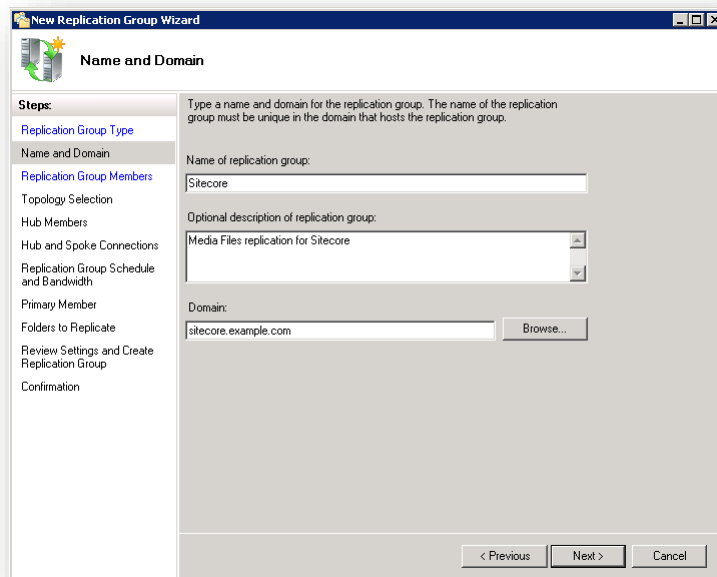 New Replication Group Wizard
Name and Domain
Steps:
Replication Group Type
Name and Domain
Replication Group Members
Topology Selection
Hub Members
Hub and Spoke Connections
Replication Group Schedule
and Bandwidth
Primary Member
Folders to Replicate
Review Settings and Create
Replication Group
Confirmation
Type a name and domain for the replication group. The name of the replication
group must be unique in the domain that hosts the replication group.
Name of replication group:
Sitecore
Optional description of replication group:
Media Files replication for Sitecore
Domain:
sitecore.example.com
Browse...
< Previous
Next >
Cancel